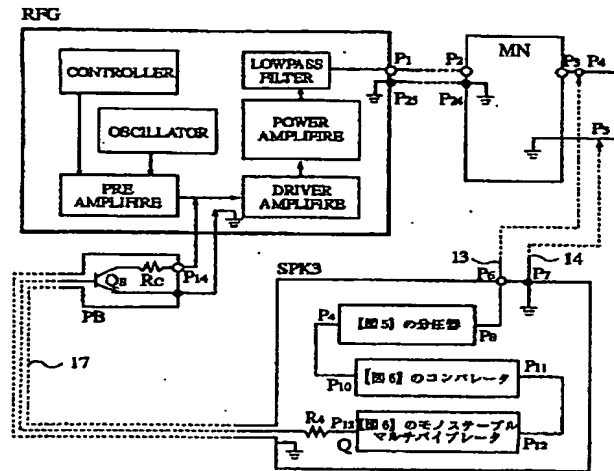 RFG
CONTROLLER
OSCILLATOR
PRE
AMPLIFIRE
LOWPASS
FILTER
POWER
AMPLIFIRE
DRIVER
AMPLIFIRE
P1
P25
P2
P26
MN
P3
P4
P5
13
14
QB
RC
P14
PB
17
SPK3
P6
P7
【図5】の分圧器
P4
P8
【図6】のコンパレータ
P10
P11
【図6】のモノステーブル
マルチバイブレータ
R4
P13
Q
P12